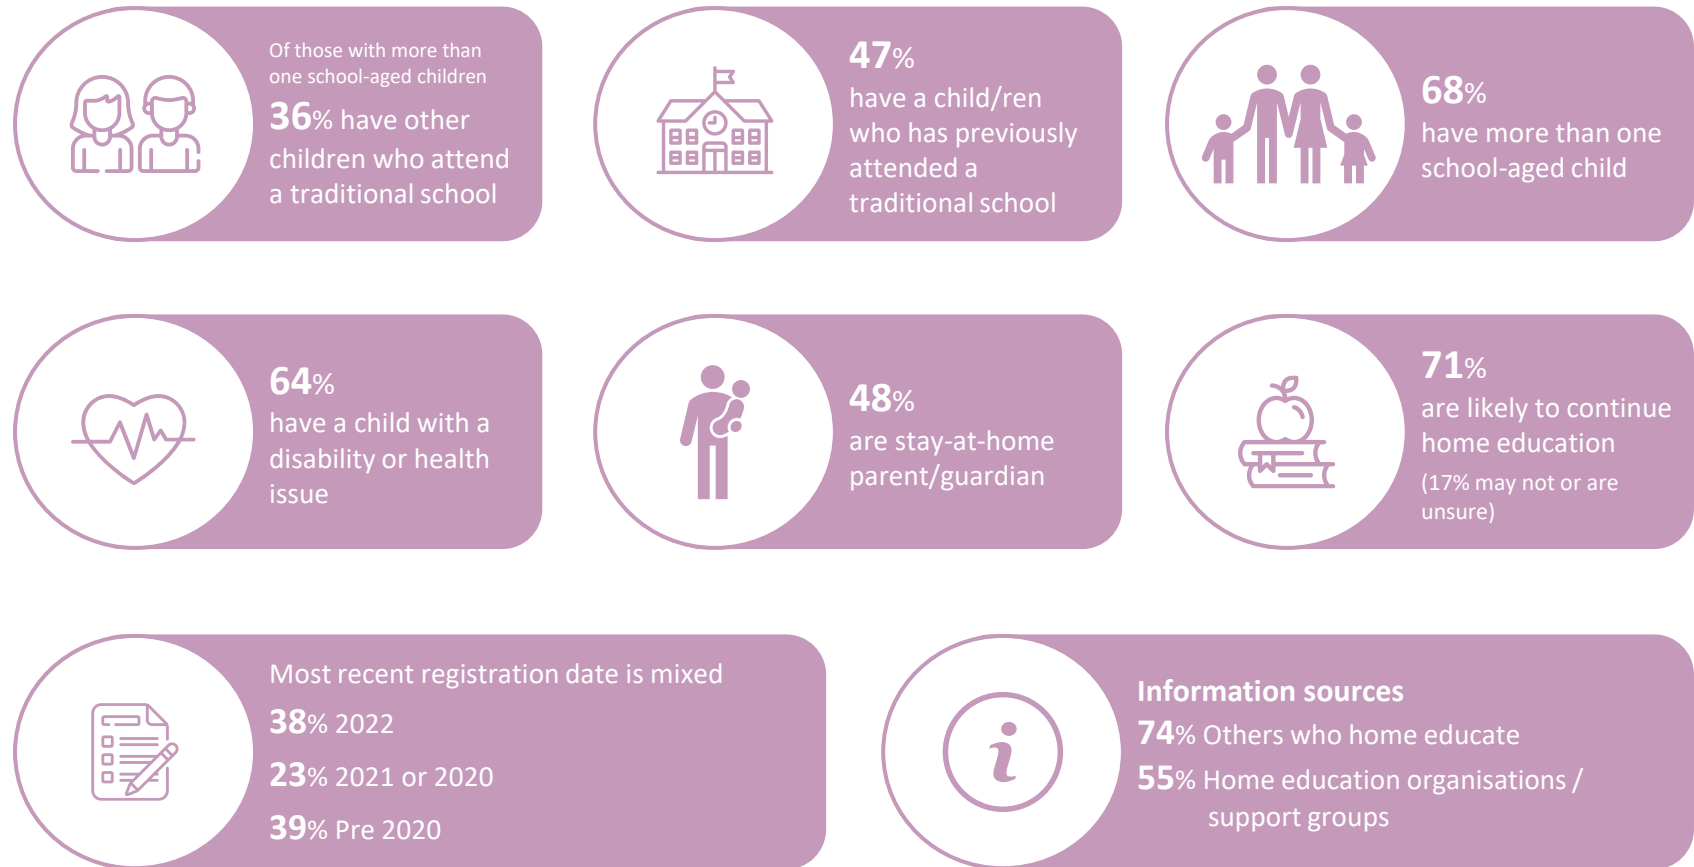 Of those with more than
one school-aged children
36% have other
children who attend
a traditional school
47%
have a child/ren
who has previously
attended a
traditional school
68%
have more than one
school-aged child
64%
have a child with a
disability or health
issue
48%
are stay-at-home
parent/guardian
71%
are likely to continue
home education
(17% may not or are
unsure)
Most recent registration date is mixed
38% 2022
23% 2021 or 2020
39% Pre 2020
i
Information sources
74% Others who home educate
55% Home education organisations /
support groups